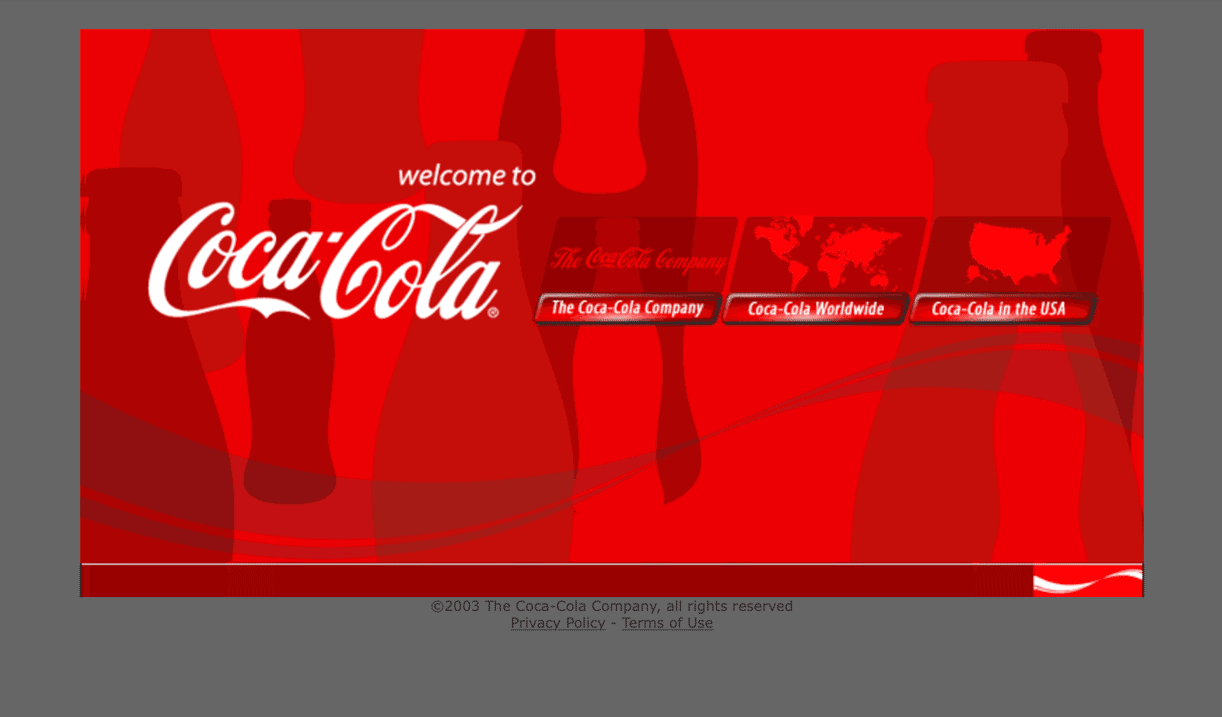 welcome to
Coca-Cola®
The Coca-Cola Company
The Coca-Cola Company
Coca-Cola Worldwide
Coca-Cola in the USA
©2003 The Coca-Cola Company, all rights reserved
Privacy Policy - Terms of Use